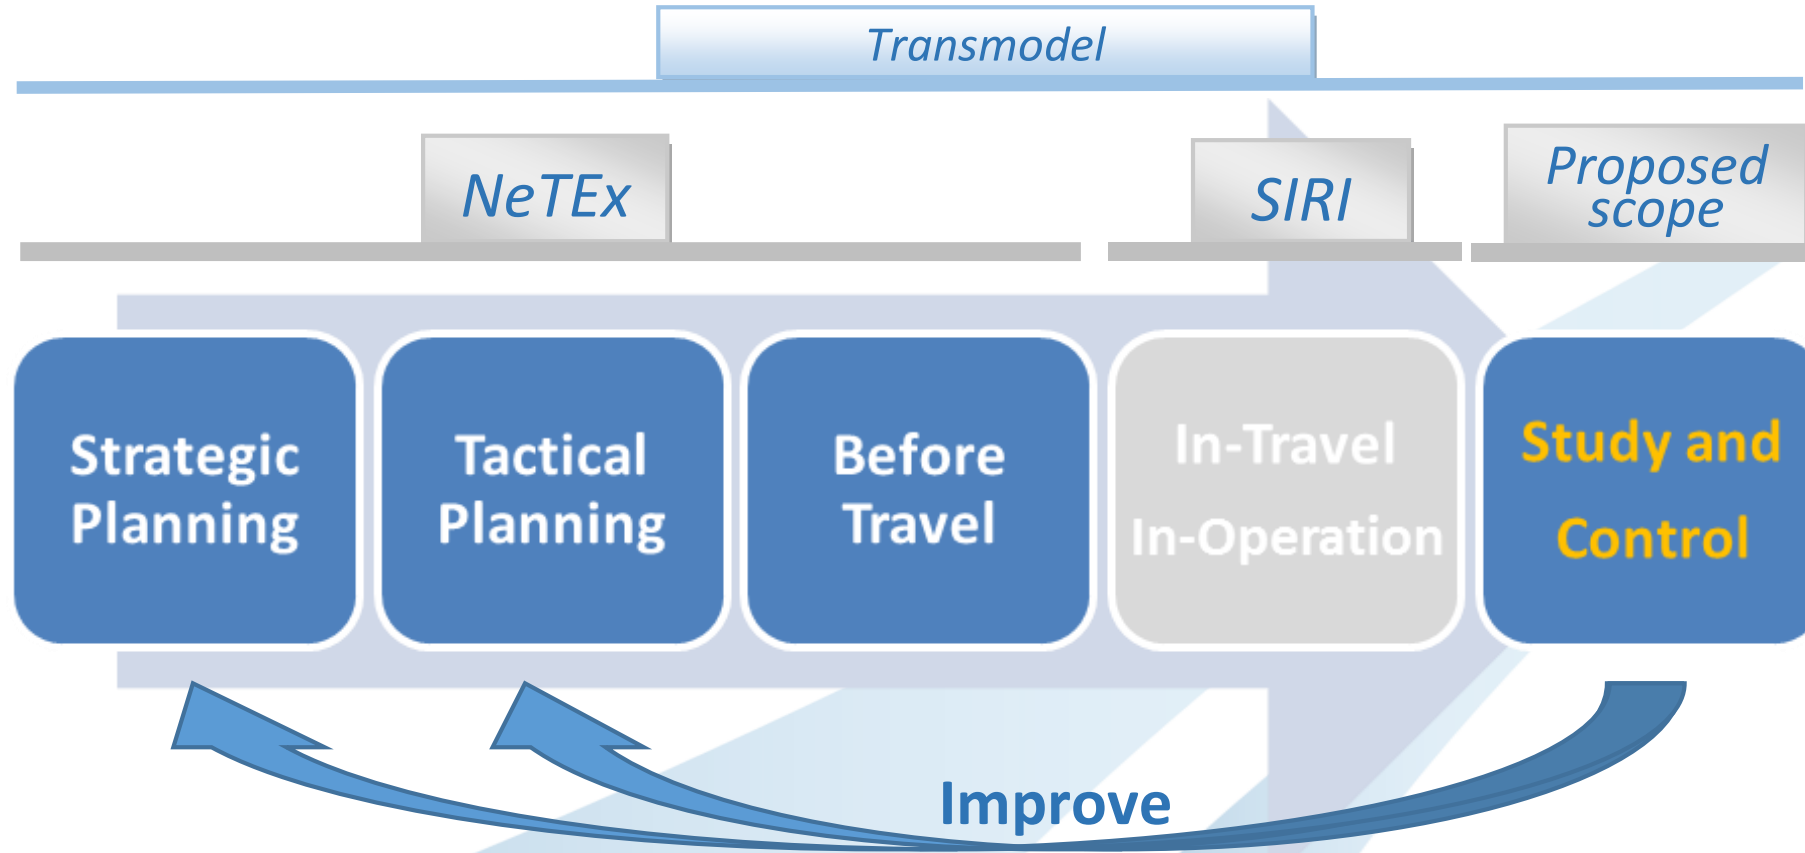 Transmodel
NeTEx
SIRI
Proposed
scope
Strategic
Planning
Tactical
Planning
Before
Travel
In-Travel
In-Operation
Study and
Control
Improve